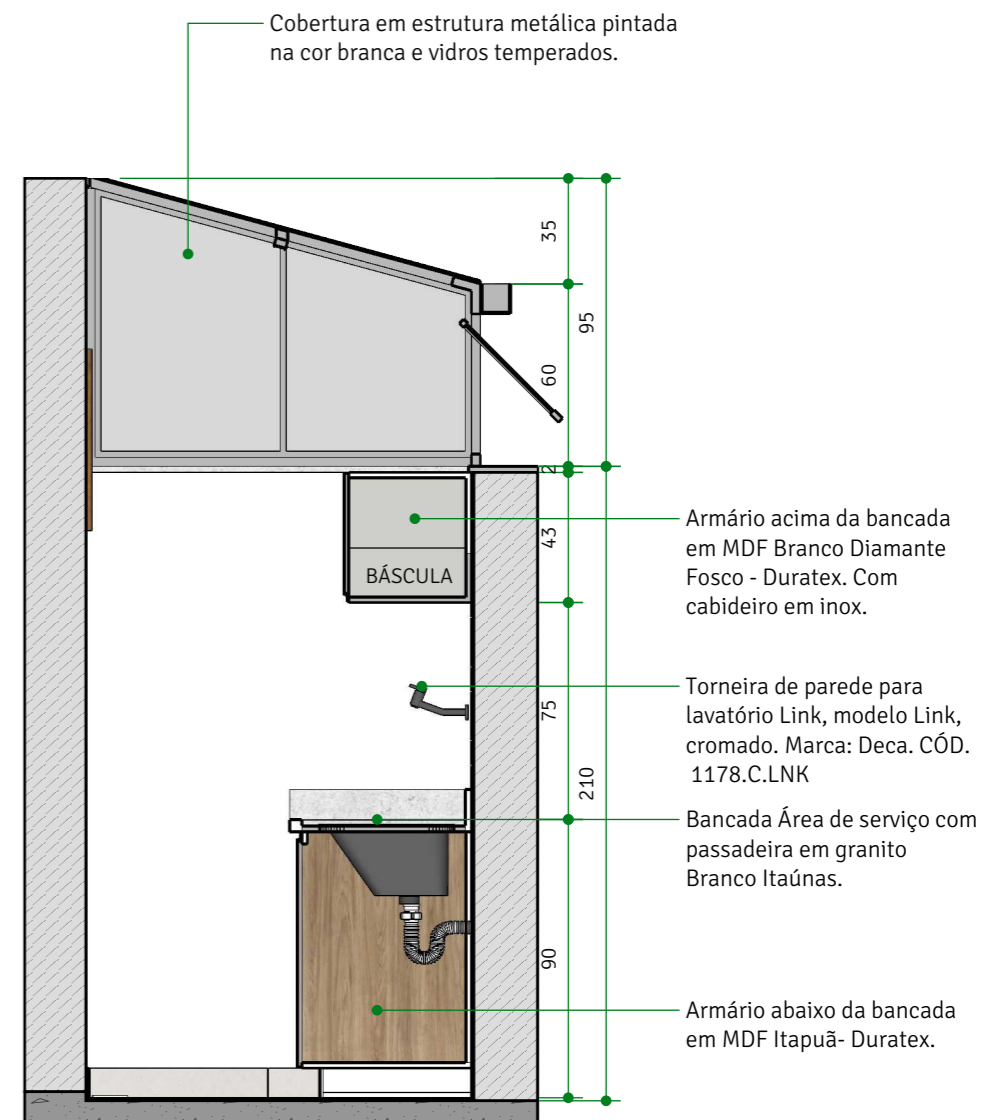 Cobertura em estrutura metálica pintada
na cor branca e vidros temperados.
35
95
60
2
43
Armário acima da bancada
em MDF Branco Diamante
Fosco - Duratex. Com
cabideiro em inox.
BÁSCULA
Torneira de parede para
lavatório Link, modelo Link,
cromado. Marca: Deca. CÓD.
1178.C.LNK
75
210
Bancada Área de serviço com
passadeira em granito
Branco Itaúnas.
90
Armário abaixo da bancada
em MDF Itapuã- Duratex.